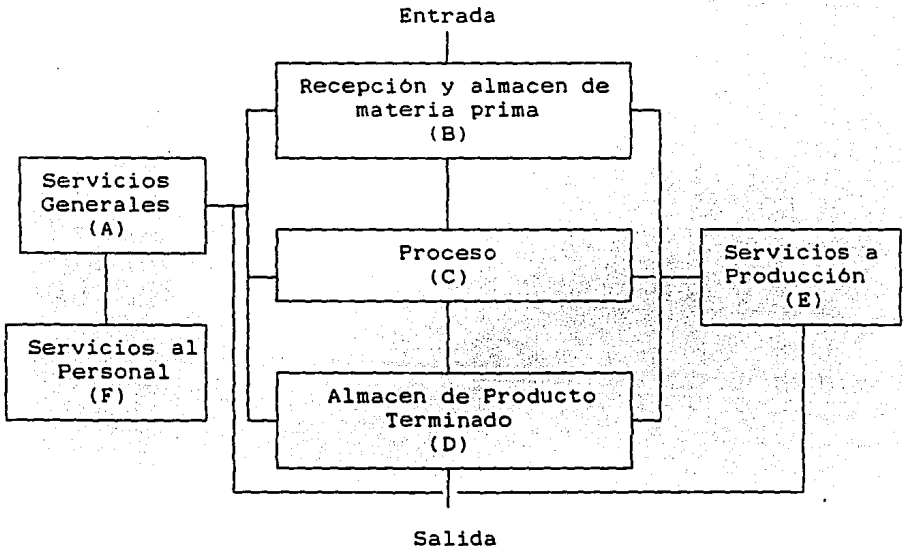 Entrada
Recepción y almacen de
materia prima
(B)
Servicios
Generales
(A)
Proceso
(C)
Servicios a
Producción
(E)
Servicios al
Personal
(F)
Almacen de Producto
Terminado
(D)
Salida